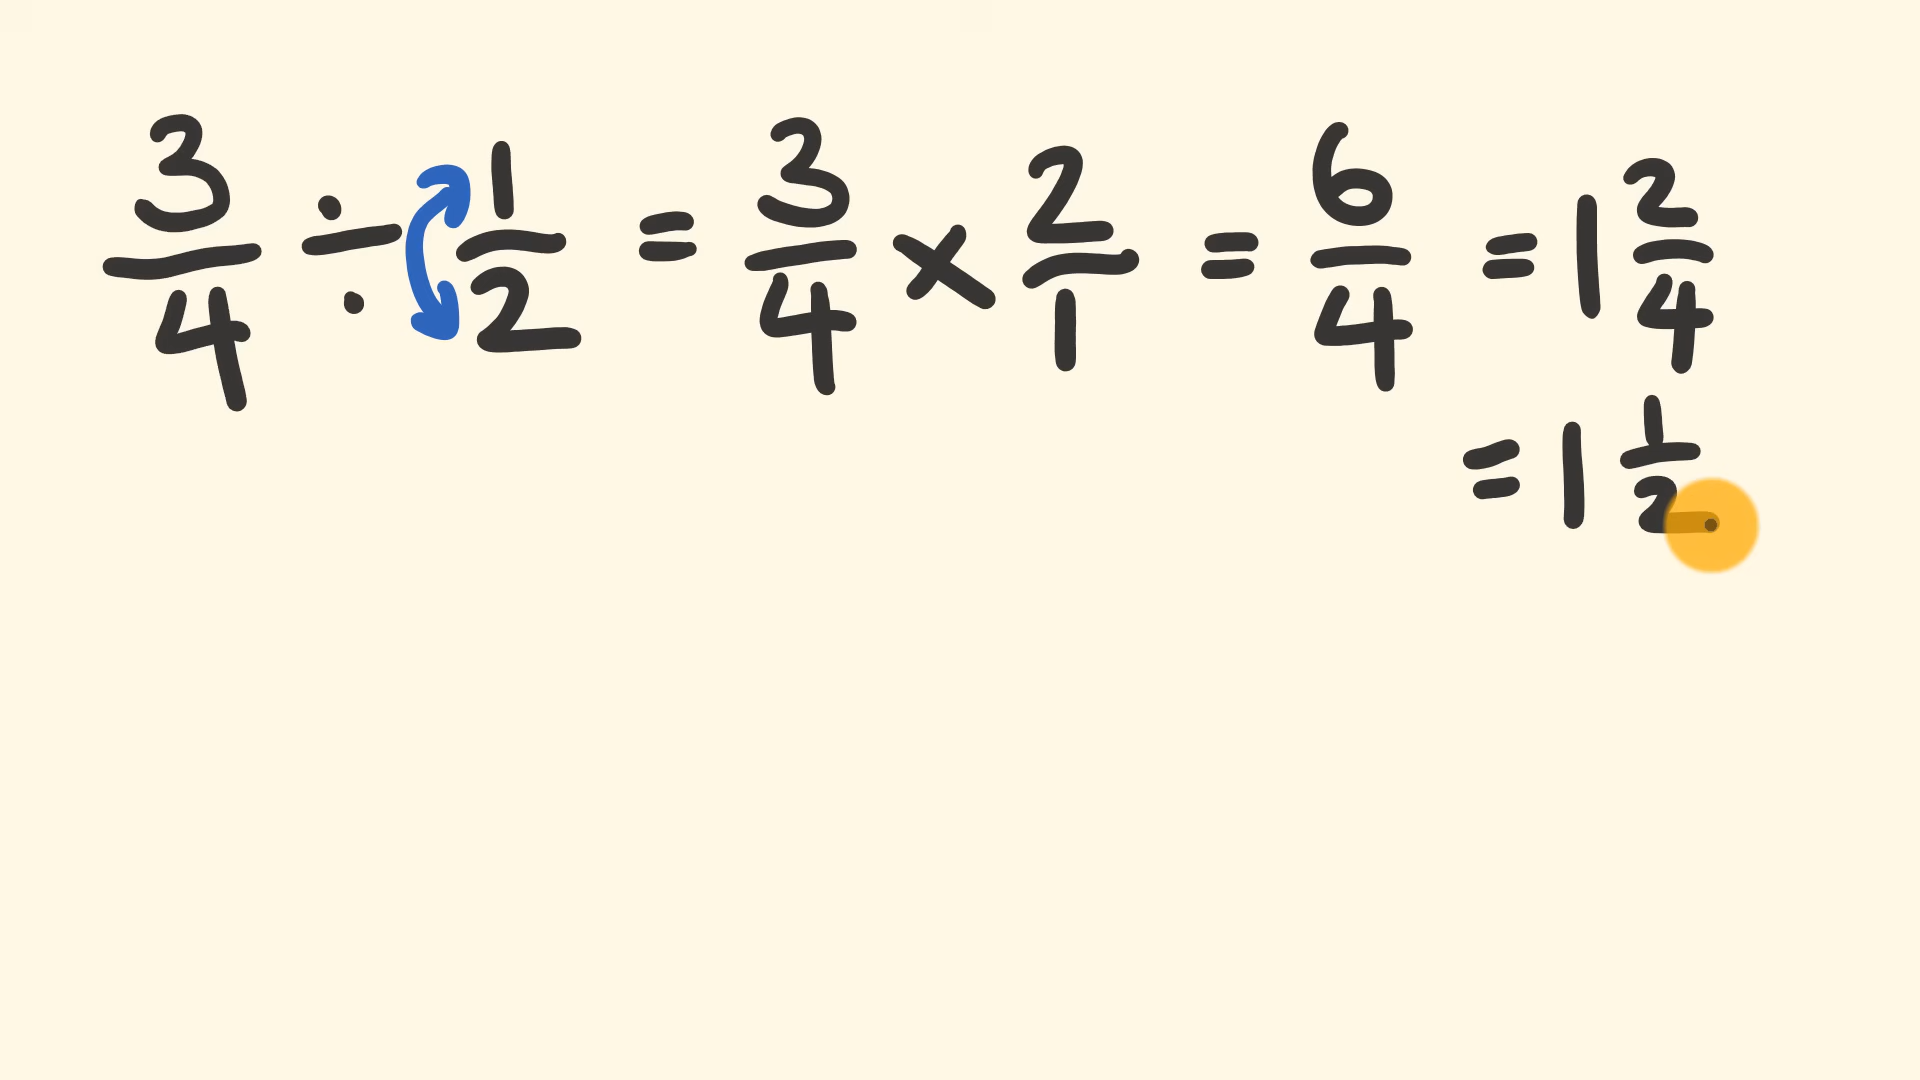 3/4 ÷ 1/2 = 3/4 × 2/1 = 6/4 = 1 2/4
= 1 1/2